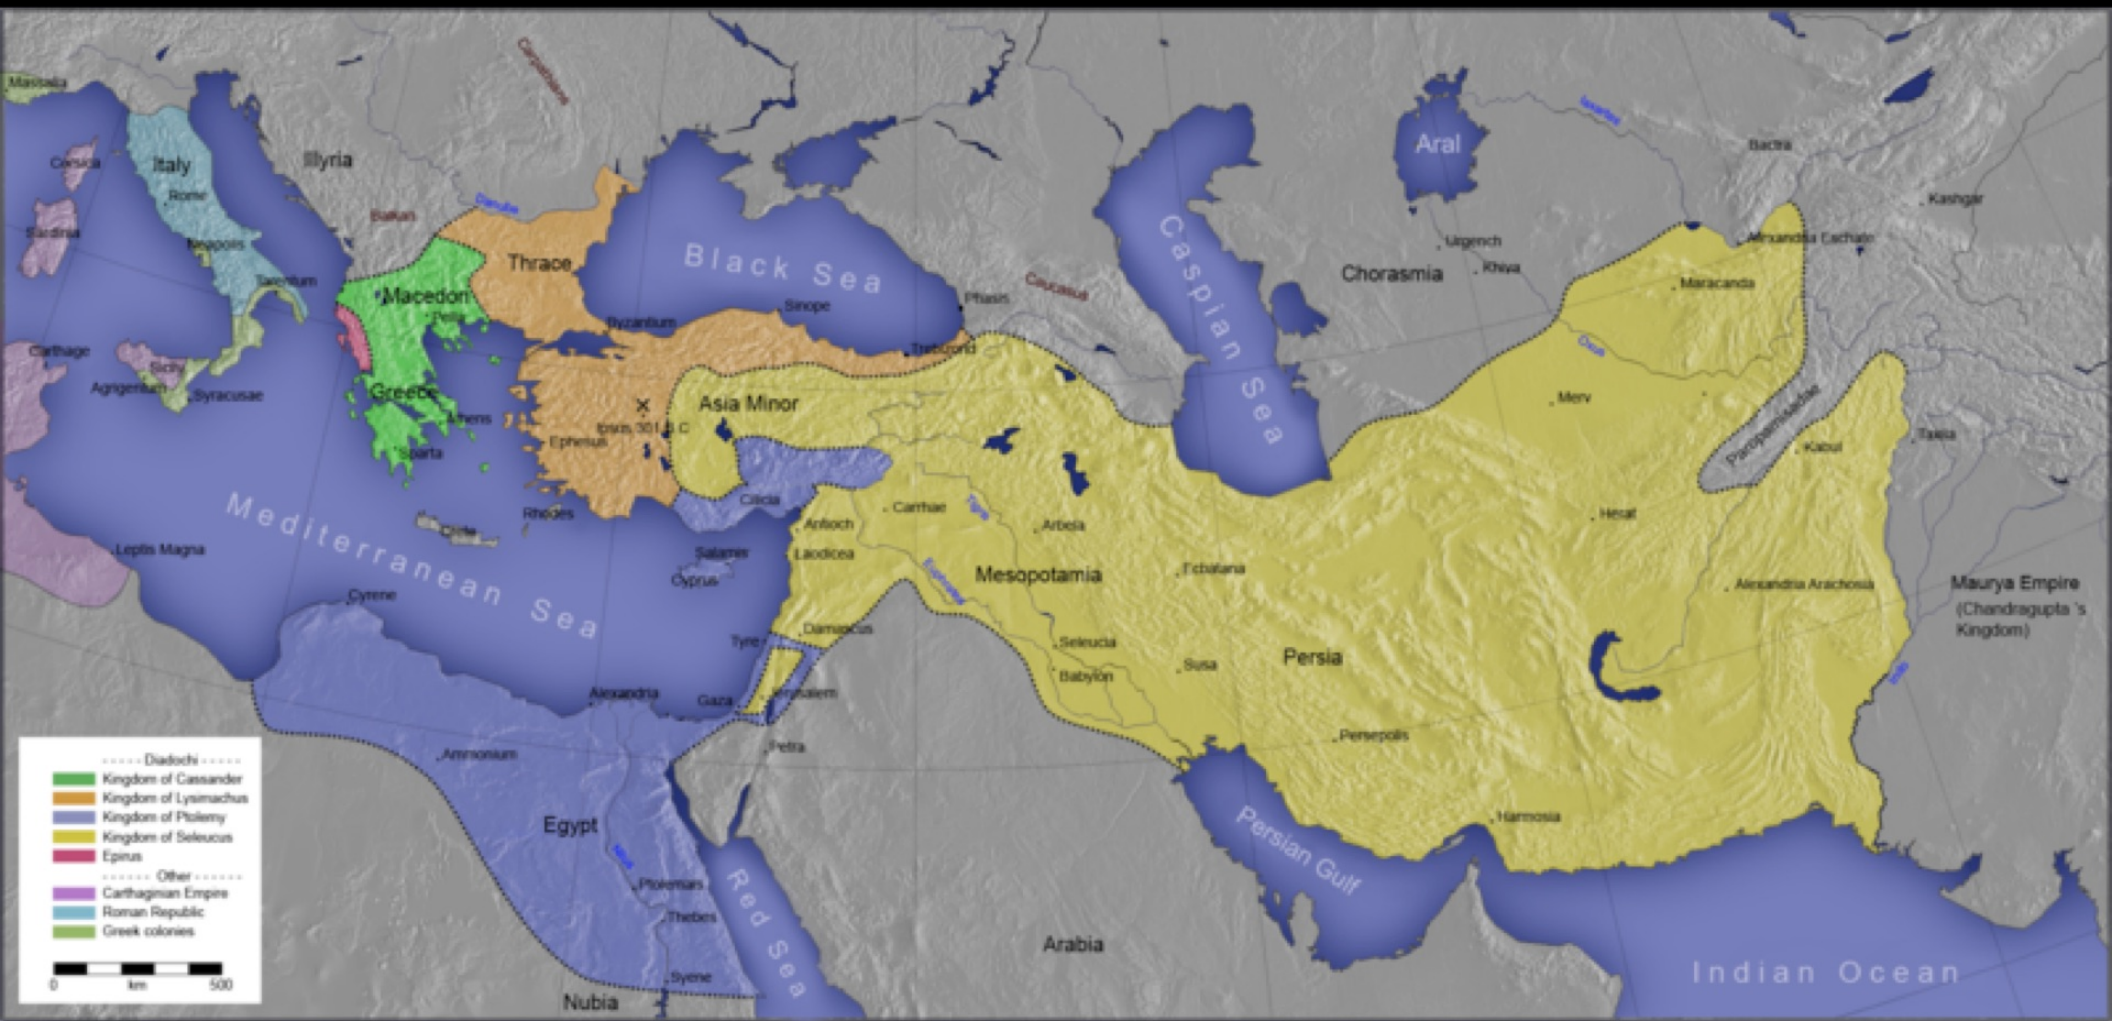 Massalia
Carpathians
Corsica
Italy
Rome
Illyria
Sardinia
Balkan
Danube
Neapolis
Tarentum
Thrace
Macedon
Pella
Black Sea
Sinope
Byzantium
Phasis
Caucasus
Caspian Sea
Aral
Iaxartes
Bactra
Kashgar
Urgench
Khiva
Chorasmia
Alexandria Eschate
Maracanda
Oxus
Merv
Paropamisadae
Kabul
Taxila
Carthage
Sicily
Agrigentum
Syracusae
Greece
Athens
Sparta
Trebizond
Asia Minor
Ipsus 301 B C
Ephesus
Rhodes
Crete
Cilicia
Antioch
Carrhae
Tigris
Arbela
Herat
Leptis Magna
Mediterranean Sea
Salamis
Cyprus
Laodicea
Euphrates
Mesopotamia
Ecbatana
Alexandria Arachosia
Maurya Empire
(Chandragupta 's
Kingdom)
Cyrene
Tyre
Damascus
Seleucia
Susa
Persia
Babylon
Indus
Alexandria
Gaza
Jerusalem
Petra
Ammonium
Persepolis
Harmosia
Egypt
Nile
Ptolemais
Thebes
Syene
Nubia
Red Sea
Persian Gulf
Arabia
Indian Ocean
Diadochi
Kingdom of Cassander
Kingdom of Lysimachus
Kingdom of Ptolemy
Kingdom of Seleucus
Epirus
Other
Carthaginian Empire
Roman Republic
Greek colonies
0 km 500